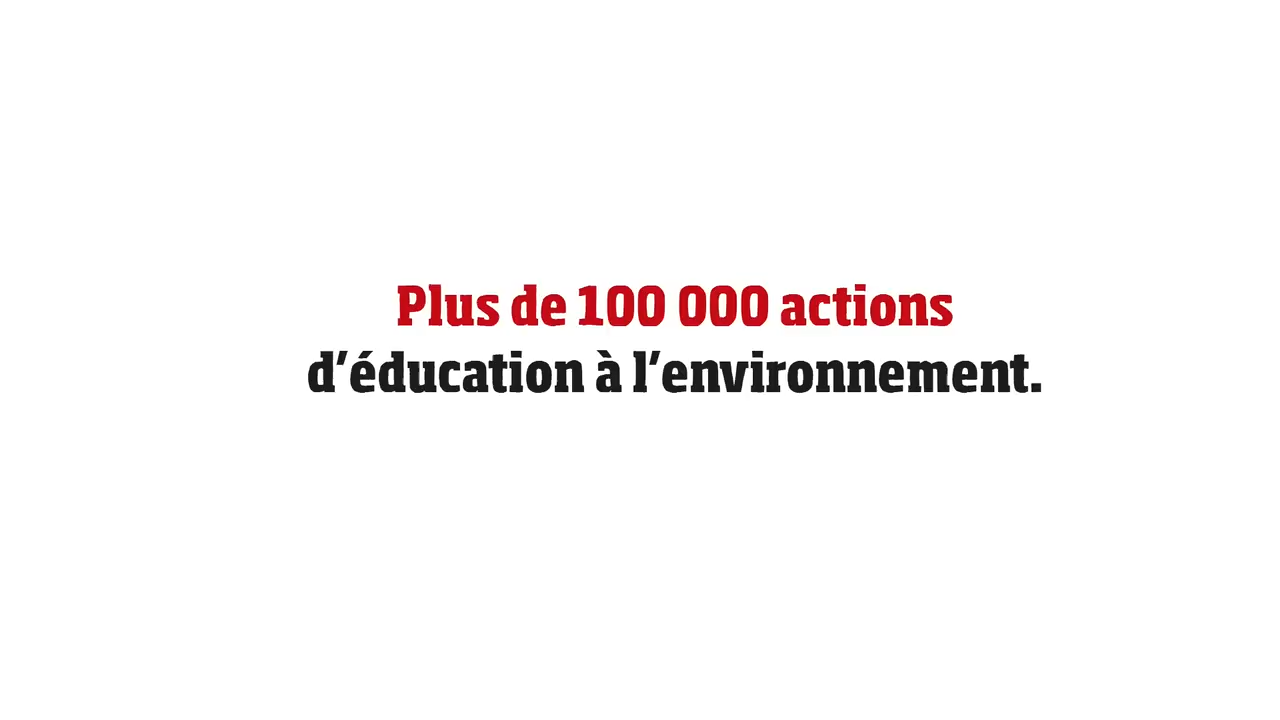 Plus de 100 000 actions
d’éducation à l’environnement.